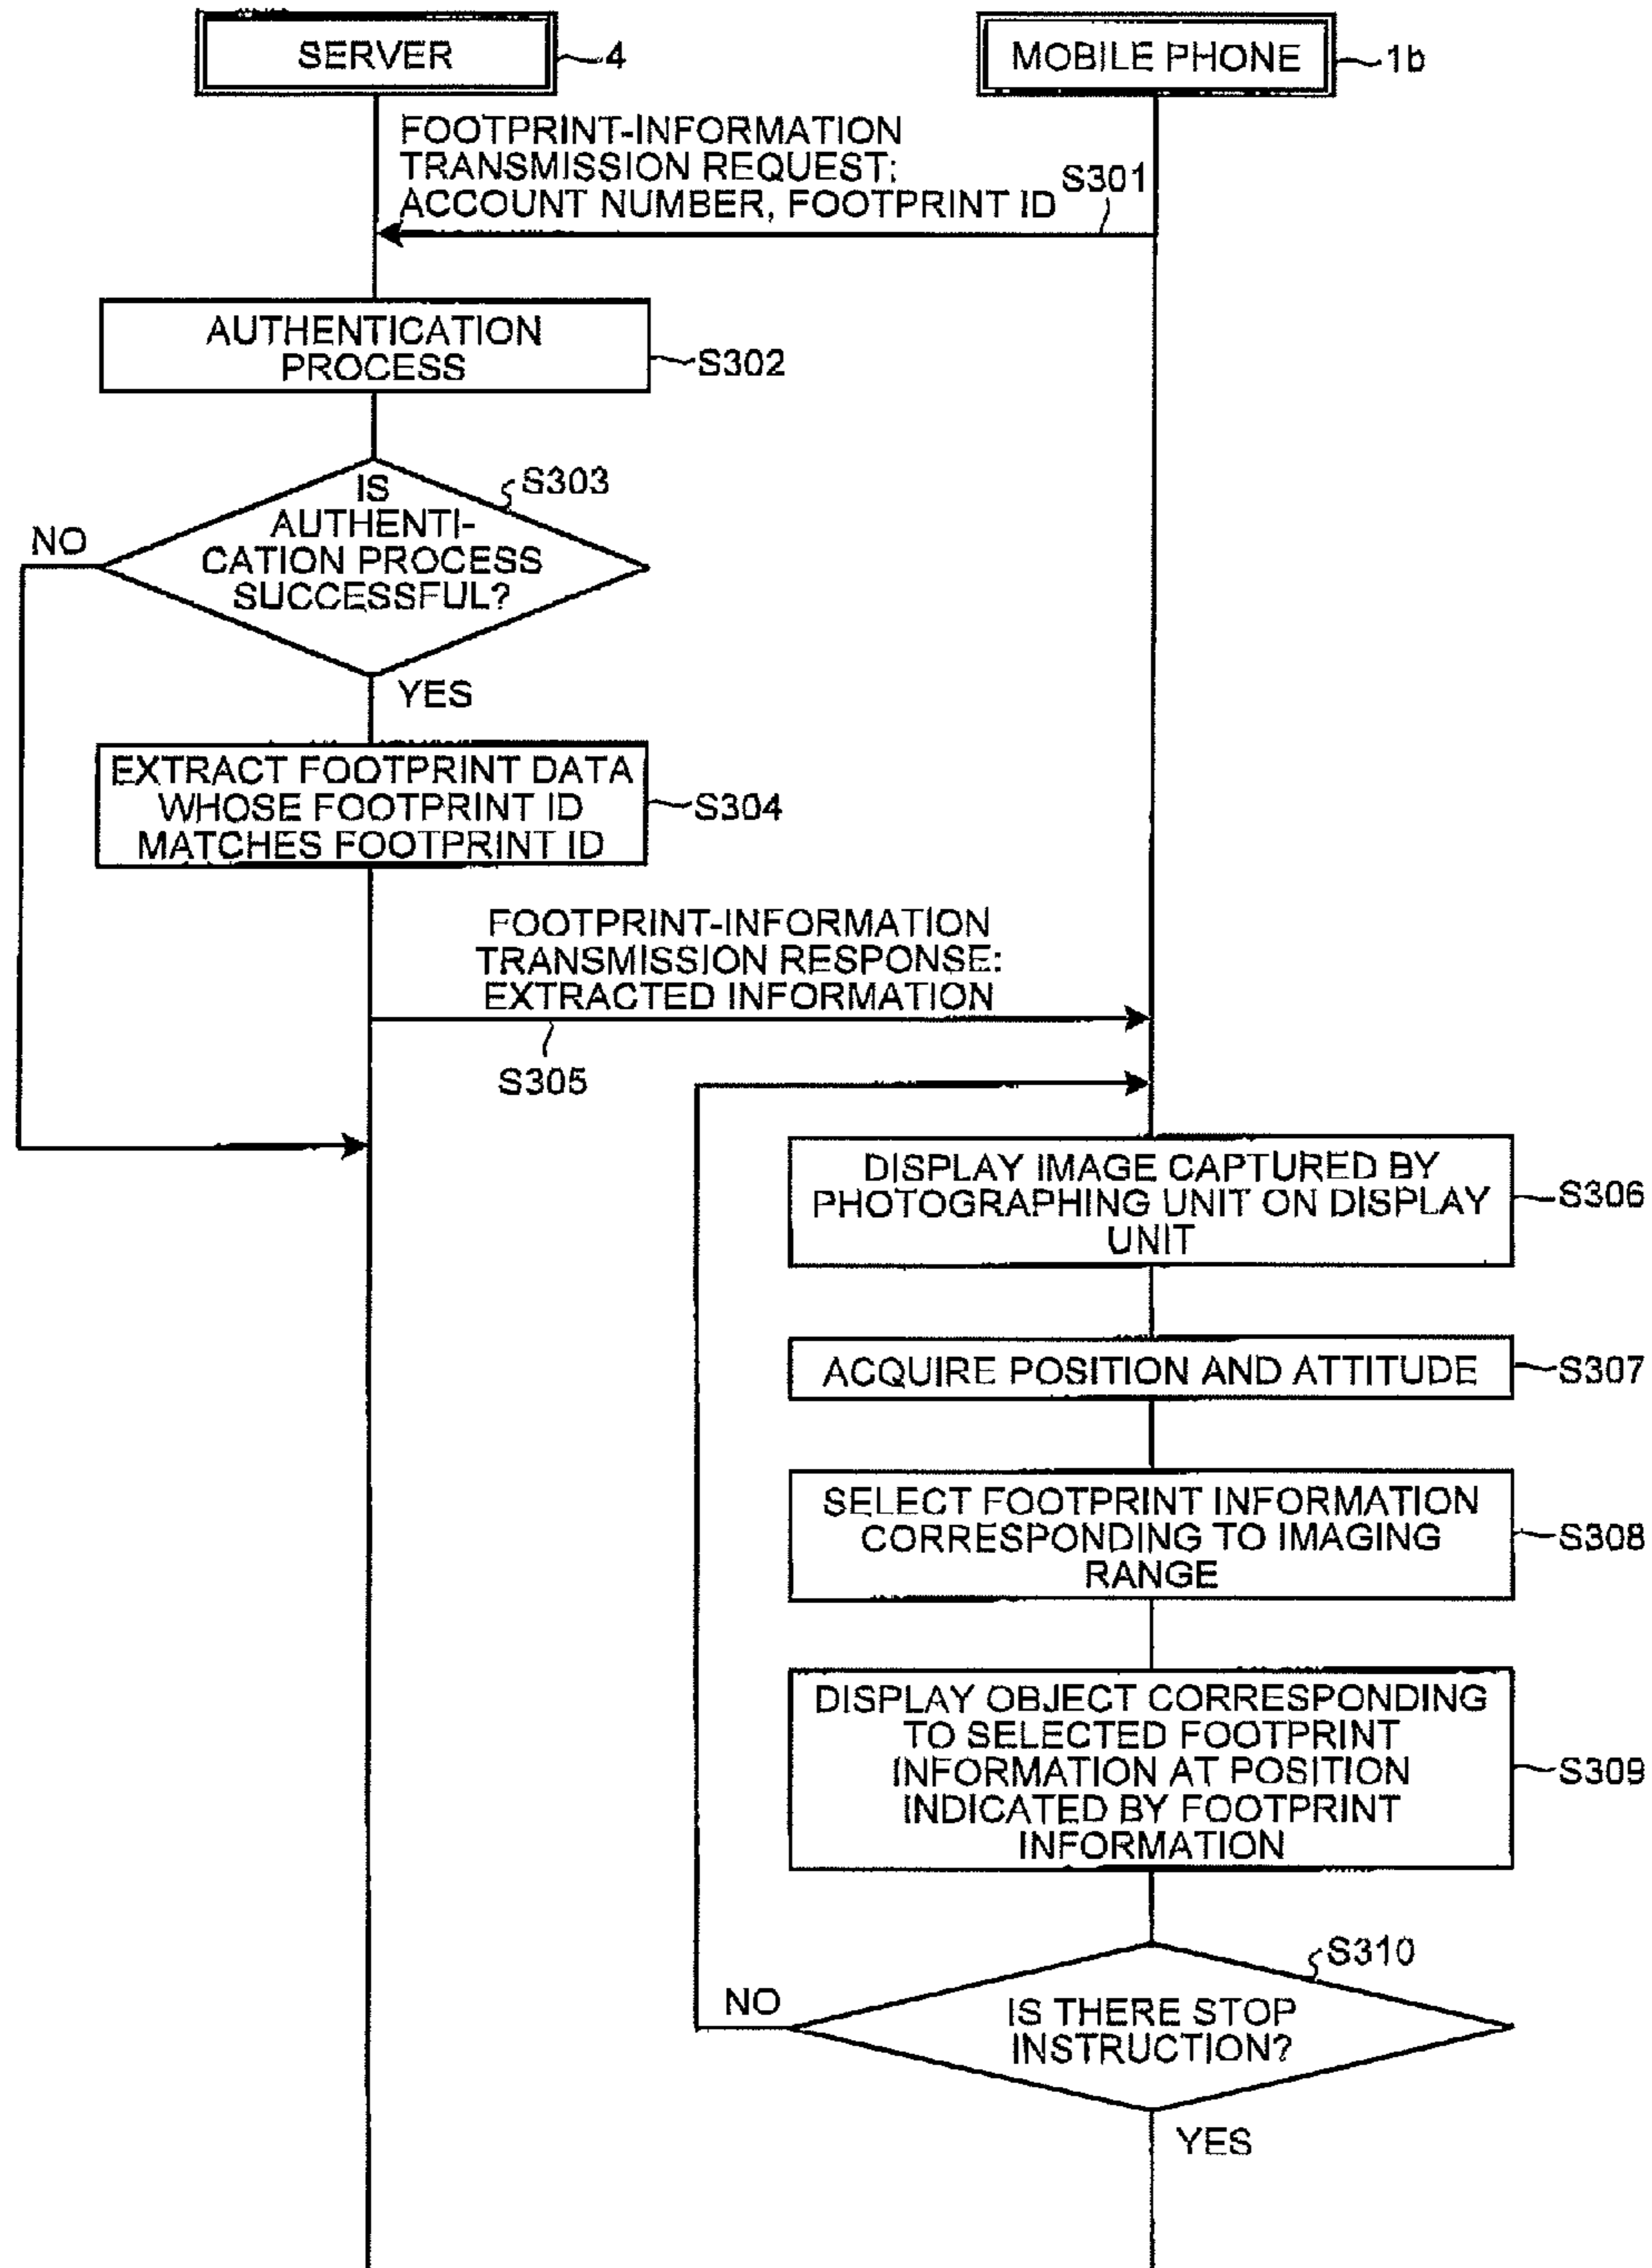 SERVER
4
MOBILE PHONE
1b
FOOTPRINT-INFORMATION
TRANSMISSION REQUEST:
ACCOUNT NUMBER, FOOTPRINT ID
S301
AUTHENTICATION
PROCESS
S302
S303
IS
AUTHENTI-
CATION PROCESS
SUCCESSFUL?
NO
YES
EXTRACT FOOTPRINT DATA
WHOSE FOOTPRINT ID
MATCHES FOOTPRINT ID
S304
FOOTPRINT-INFORMATION
TRANSMISSION RESPONSE:
EXTRACTED INFORMATION
S305
DISPLAY IMAGE CAPTURED BY
PHOTOGRAPHING UNIT ON DISPLAY
UNIT
S306
ACQUIRE POSITION AND ATTITUDE
S307
SELECT FOOTPRINT INFORMATION
CORRESPONDING TO IMAGING
RANGE
S308
DISPLAY OBJECT CORRESPONDING
TO SELECTED FOOTPRINT
INFORMATION AT POSITION
INDICATED BY FOOTPRINT
INFORMATION
S309
S310
IS THERE STOP
INSTRUCTION?
NO
YES